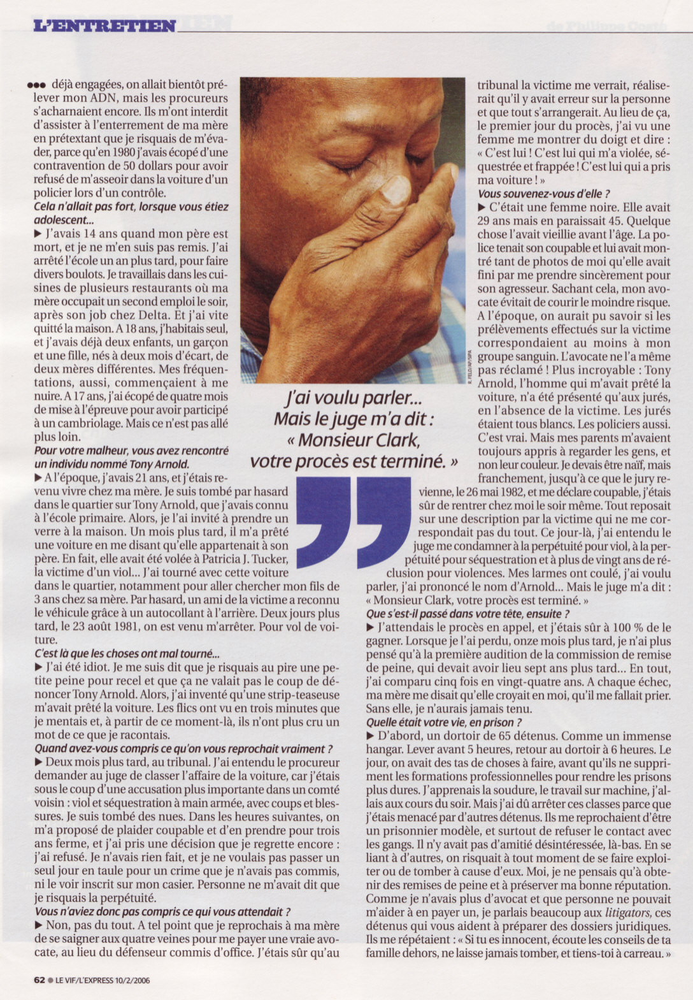 L'ENTRETIEN
●●● déjà engagées, on allait bientôt pré-
lever mon ADN, mais les procureurs
s'acharnaient encore. Ils m'ont interdit
d'assister à l'enterrement de ma mère
en prétextant que je risquais de m'éva-
der, parce qu'en 1980 j'avais écopé d'une
contravention de 50 dollars pour avoir
refusé de m'asseoir dans la voiture d'un
policier lors d'un contrôle.
Cela n'allait pas fort, lorsque vous étiez
adolescent...
▶ J'avais 14 ans quand mon père est
mort, et je ne m'en suis pas remis. J'ai
arrêté l'école un an plus tard, pour faire
divers boulots. Je travaillais dans les cui-
sines de plusieurs restaurants où ma
mère occupait un second emploi le soir,
après son job chez Delta. Et j'ai vite
quitté la maison. A 18 ans, j'habitais seul,
et j'avais déjà deux enfants, un garçon
et une fille, nés à deux mois d'écart, de
deux mères différentes. Mes fréquen-
tations, aussi, commençaient à me
nuire. A 17 ans, j'ai écopé de quatre mois
de mise à l'épreuve pour avoir participé
à un cambriolage. Mais ce n'est pas allé
plus loin.
Pour votre malheur, vous avez rencontré
un individu nommé Tony Arnold.
▶ A l'époque, j'avais 21 ans, et j'étais re-
venu vivre chez ma mère. Je suis tombé par hasard
dans le quartier sur Tony Arnold, que j'avais connu
à l'école primaire. Alors, je l'ai invité à prendre un
verre à la maison. Un mois plus tard, il m'a prêté
une voiture en me disant qu'elle appartenait à son
père. En fait, elle avait été volée à Patricia J. Tucker,
la victime d'un viol... J'ai tourné avec cette voiture
dans le quartier, notamment pour aller chercher mon fils de
3 ans chez sa mère. Par hasard, un ami de la victime a reconnu
le véhicule grâce à un autocollant à l'arrière. Deux jours plus
tard, le 23 août 1981, on est venu m'arrêter. Pour vol de voi-
ture.
C'est là que les choses ont mal tourné...
▶ J'ai été idiot. Je me suis dit que je risquais au pire une pe-
tite peine pour recel et que ça ne valait pas le coup de dé-
noncer Tony Arnold. Alors, j'ai inventé qu'une strip-teaseuse
m'avait prêté la voiture. Les flics ont vu en trois minutes que
je mentais et, à partir de ce moment-là, ils n'ont plus cru un
mot de ce que je racontais.
Quand avez-vous compris ce qu'on vous reprochait vraiment ?
▶ Deux mois plus tard, au tribunal. J'ai entendu le procureur
demander au juge de classer l'affaire de la voiture, car j'étais
sous le coup d'une accusation plus importante dans un comté
voisin : viol et séquestration à main armée, avec coups et bles-
sures. Je suis tombé des nues. Dans les heures suivantes, on
m'a proposé de plaider coupable et d'en prendre pour trois
ans ferme, et j'ai pris une décision que je regrette encore :
j'ai refusé. Je n'avais rien fait, et je ne voulais pas passer un
seul jour en taule pour un crime que je n'avais pas commis,
ni le voir inscrit sur mon casier. Personne ne m'avait dit que
je risquais la perpétuité.
Vous n'aviez donc pas compris ce qui vous attendait ?
▶ Non, pas du tout. A tel point que je reprochais à ma mère
de se saigner aux quatre veines pour me payer une vraie avo-
cate, au lieu du défenseur commis d'office. J'étais sûr qu'au
R. FELD/AP/SIPA
J'ai voulu parler...
Mais le juge m'a dit :
« Monsieur Clark,
votre procès est terminé. »
”
tribunal la victime me verrait, réalise-
rait qu'il y avait erreur sur la personne
et que tout s'arrangerait. Au lieu de ça,
le premier jour du procès, j'ai vu une
femme me montrer du doigt et dire :
« C'est lui ! C'est lui qui m'a violée, sé-
questrée et frappée ! C'est lui qui a pris
ma voiture ! »
Vous souvenez-vous d'elle ?
▶ C'était une femme noire. Elle avait
29 ans mais en paraissait 45. Quelque
chose l'avait vieillie avant l'âge. La po-
lice tenait son coupable et lui avait mon-
tré tant de photos de moi qu'elle avait
fini par me prendre sincèrement pour
son agresseur. Sachant cela, mon avo-
cate évitait de courir le moindre risque.
A l'époque, on aurait pu savoir si les
prélèvements effectués sur la victime
correspondaient au moins à mon
groupe sanguin. L'avocate ne l'a même
pas réclamé ! Plus incroyable : Tony
Arnold, l'homme qui m'avait prêté la
voiture, n'a été présenté qu'aux jurés,
en l'absence de la victime. Les jurés
étaient tous blancs. Les policiers aussi.
C'est vrai. Mais mes parents m'avaient
toujours appris à regarder les gens, et
non leur couleur. Je devais être naïf, mais
franchement, jusqu'à ce que le jury re-
vienne, le 26 mai 1982, et me déclare coupable, j'étais
sûr de rentrer chez moi le soir même. Tout reposait
sur une description par la victime qui ne me cor-
respondait pas du tout. Ce jour-là, j'ai entendu le
juge me condamner à la perpétuité pour viol, à la per-
pétuité pour séquestration et à plus de vingt ans de ré-
clusion pour violences. Mes larmes ont coulé, j'ai voulu
parler, j'ai prononcé le nom d'Arnold... Mais le juge m'a dit :
« Monsieur Clark, votre procès est terminé. »
Que s'est-il passé dans votre tête, ensuite ?
▶ J'attendais le procès en appel, et j'étais sûr à 100 % de le
gagner. Lorsque je l'ai perdu, onze mois plus tard, je n'ai plus
pensé qu'à la première audition de la commission de remise
de peine, qui devait avoir lieu sept ans plus tard... En tout,
j'ai comparu cinq fois en vingt-quatre ans. A chaque échec,
ma mère me disait qu'elle croyait en moi, qu'il me fallait prier.
Sans elle, je n'aurais jamais tenu.
Quelle était votre vie, en prison ?
▶ D'abord, un dortoir de 65 détenus. Comme un immense
hangar. Lever avant 5 heures, retour au dortoir à 6 heures. Le
jour, on avait des tas de choses à faire, avant qu'ils ne suppri-
ment les formations professionnelles pour rendre les prisons
plus dures. J'apprenais la soudure, le travail sur machine, j'al-
lais aux cours du soir. Mais j'ai dû arrêter ces classes parce que
j'étais menacé par d'autres détenus. Ils me reprochaient d'être
un prisonnier modèle, et surtout de refuser le contact avec
les gangs. Il n'y avait pas d'amitié désintéressée, là-bas. En se
liant à d'autres, on risquait à tout moment de se faire exploi-
ter ou de tomber à cause d'eux. Moi, je ne pensais qu'à obte-
nir des remises de peine et à préserver ma bonne réputation.
Comme je n'avais plus d'avocat et que personne ne pouvait
m'aider à en payer un, je parlais beaucoup aux litigators, ces
détenus qui vous aident à préparer des dossiers juridiques.
Ils me répétaient : « Si tu es innocent, écoute les conseils de ta
famille dehors, ne laisse jamais tomber, et tiens-toi à carreau. »
62 ● LE VIF/L'EXPRESS 10/2/2006